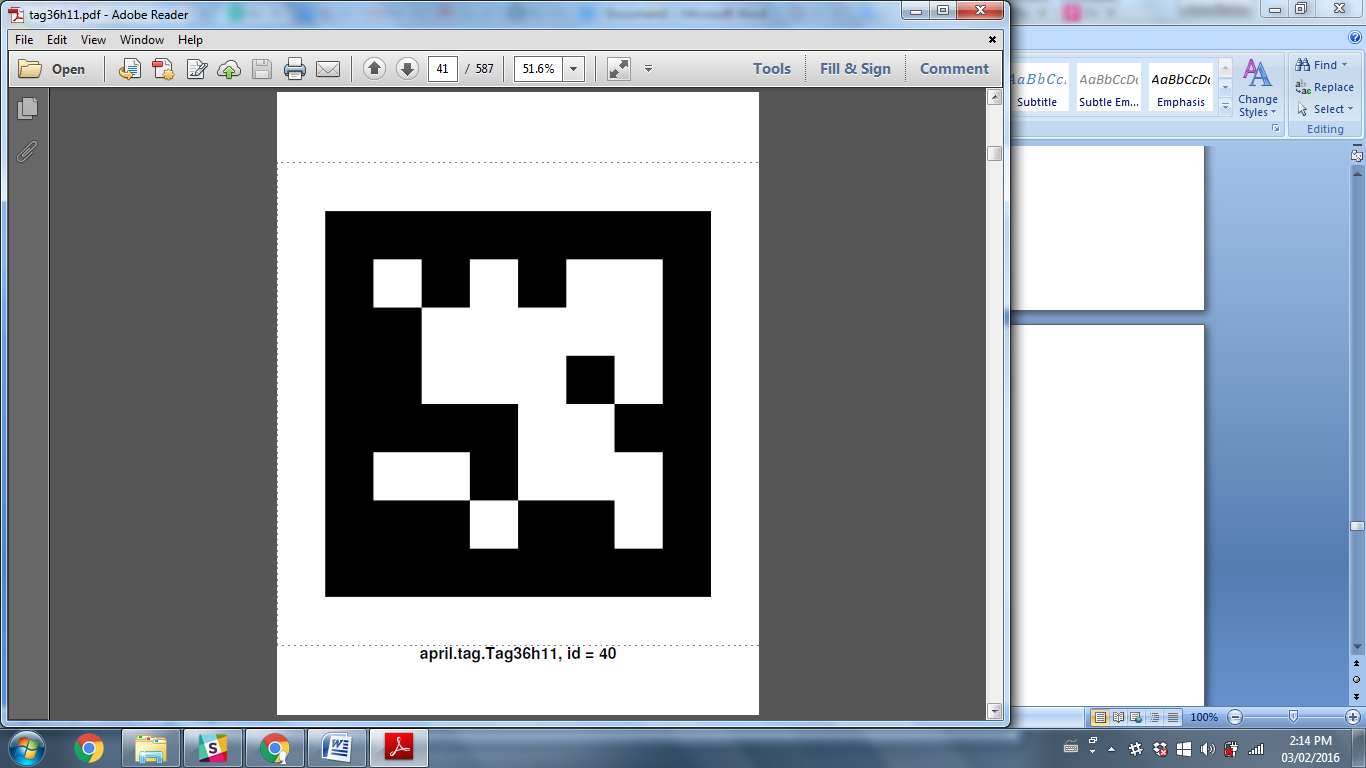 tag36h11.pdf - Adobe Reader
File Edit View Window Help
Open 41 / 587 51.6% Tools Fill & Sign Comment
april.tag.Tag36h11, id = 40
AaBbCc AaBbCcDc AaBbCcDc
Subtitle Subtle Em... Emphasis
Change Styles
Find
Replace
Select
Editing
100%
2:14 PM
03/02/2016